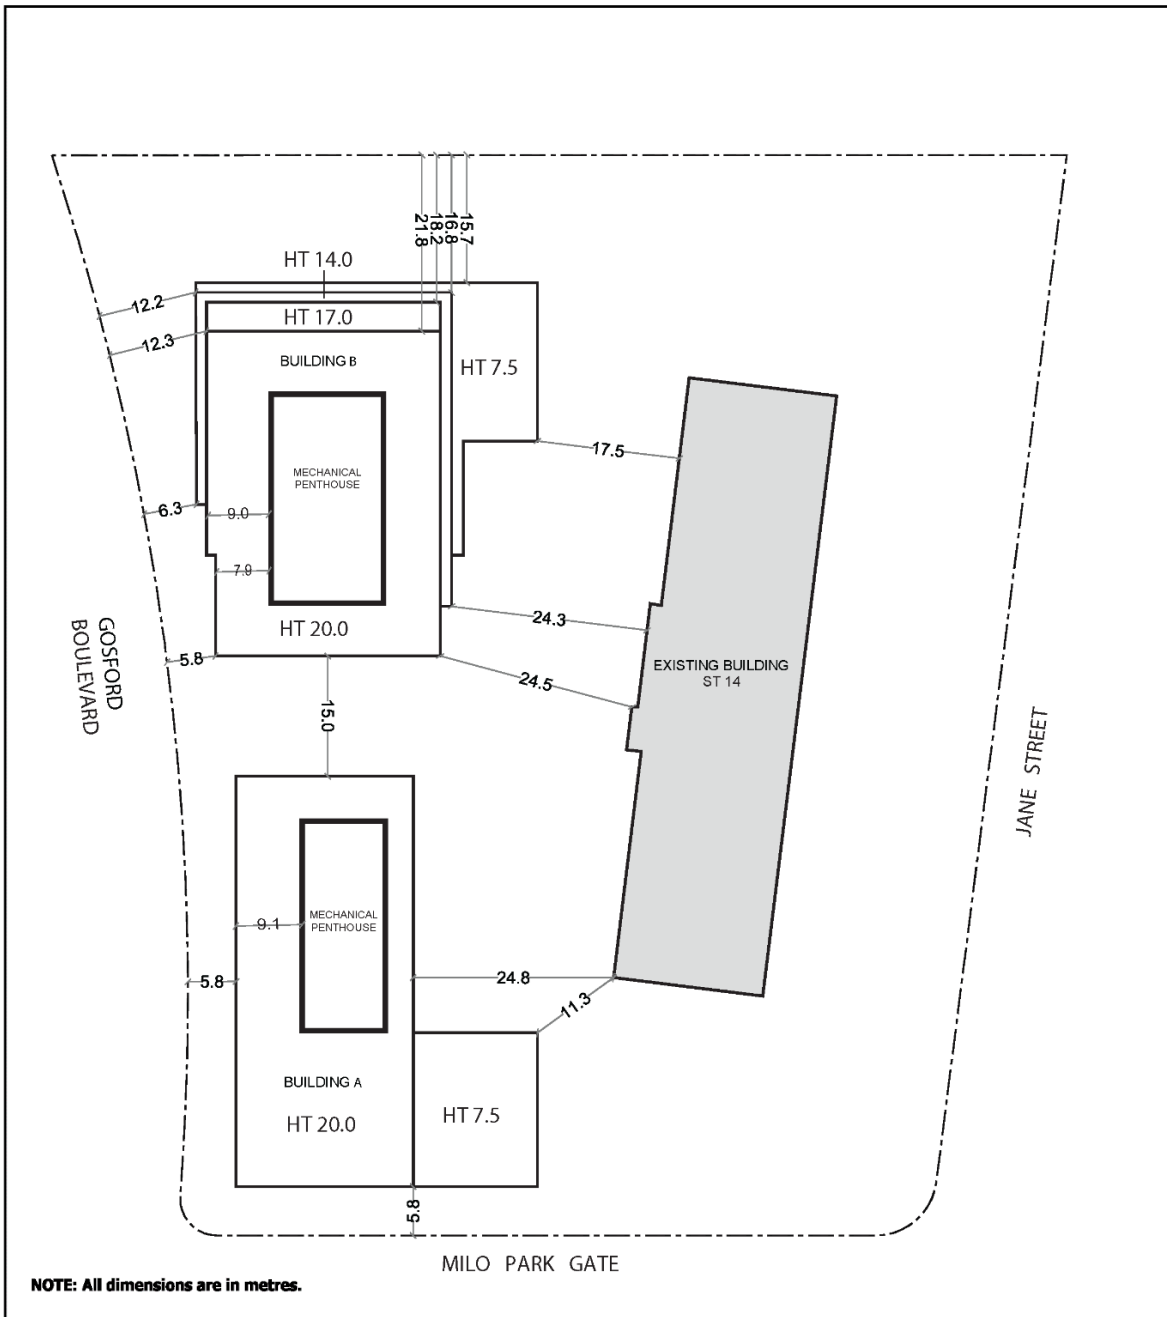 21.8
18.2
16.8
15.7
HT 14.0
12.2
HT 17.0
12.3
BUILDING B
HT 7.5
17.5
MECHANICAL
PENTHOUSE
6.3
9.0
7.9
24.3
HT 20.0
GOSFORD
BOULEVARD
5.8
EXISTING BUILDING
ST 14
24.5
15.0
JANE STREET
9.1
MECHANICAL
PENTHOUSE
5.8
24.8
11.3
BUILDING A
HT 20.0
HT 7.5
5.8
MILO PARK GATE
NOTE: All dimensions are in metres.